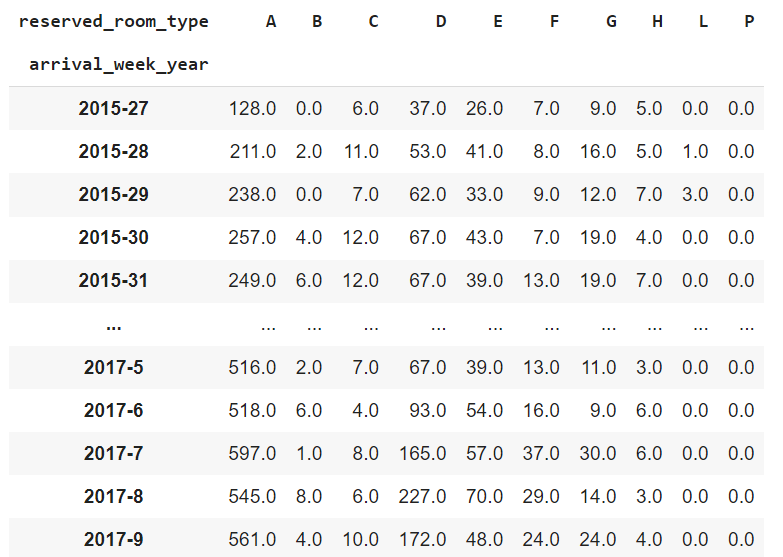 reserved_room_type A B C D E F G H L P
arrival_week_year
2015-27 128.0 0.0 6.0 37.0 26.0 7.0 9.0 5.0 0.0 0.0
2015-28 211.0 2.0 11.0 53.0 41.0 8.0 16.0 5.0 1.0 0.0
2015-29 238.0 0.0 7.0 62.0 33.0 9.0 12.0 7.0 3.0 0.0
2015-30 257.0 4.0 12.0 67.0 43.0 7.0 19.0 4.0 0.0 0.0
2015-31 249.0 6.0 12.0 67.0 39.0 13.0 19.0 7.0 0.0 0.0
... ... ... ... ... ... ... ... ... ... ...
2017-5 516.0 2.0 7.0 67.0 39.0 13.0 11.0 3.0 0.0 0.0
2017-6 518.0 6.0 4.0 93.0 54.0 16.0 9.0 6.0 0.0 0.0
2017-7 597.0 1.0 8.0 165.0 57.0 37.0 30.0 6.0 0.0 0.0
2017-8 545.0 8.0 6.0 227.0 70.0 29.0 14.0 3.0 0.0 0.0
2017-9 561.0 4.0 10.0 172.0 48.0 24.0 24.0 4.0 0.0 0.0